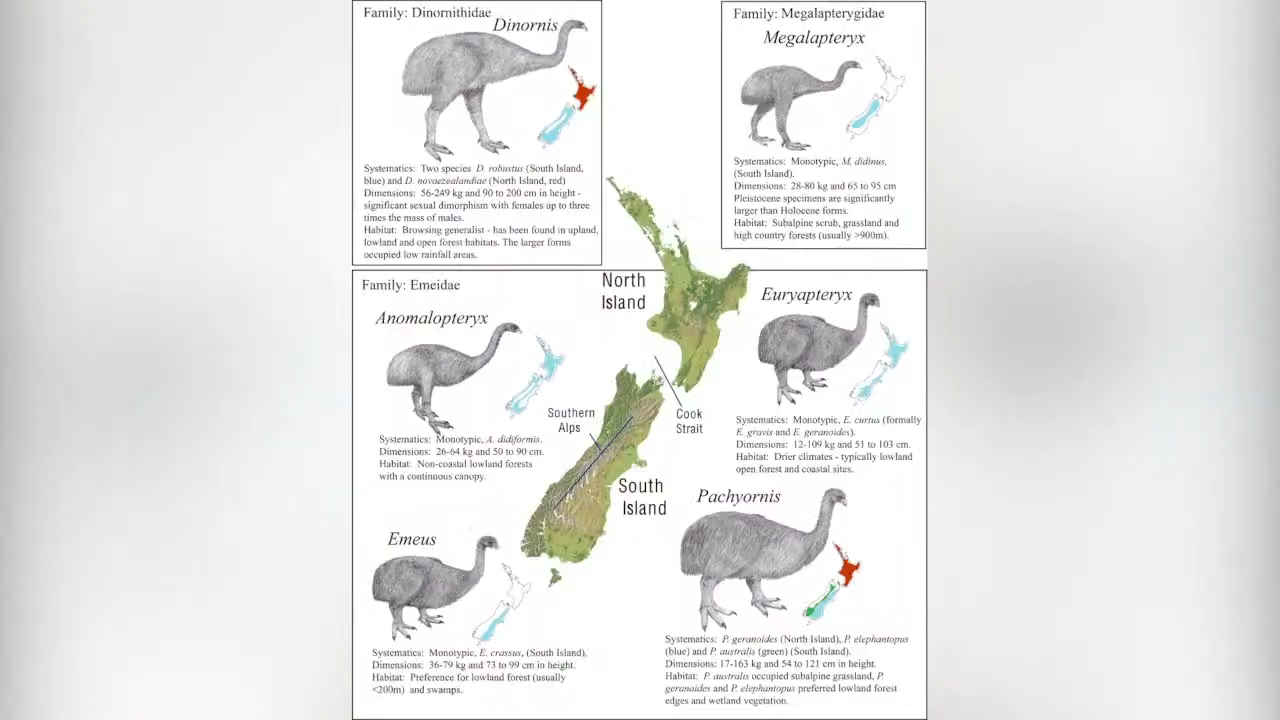 Family: Dinornithidae
Dinornis
Systematics: Two species D. robustus (South Island,
blue) and D. novaezealandiae (North Island, red)
Dimensions: 56-249 kg and 90 to 200 cm in height -
significant sexual dimorphism with females up to three
times the mass of males.
Habitat: Browsing generalist - has been found in upland,
lowland and open forest habitats. The larger forms
occupied low rainfall areas.
Family: Megalapterygidae
Megalapteryx
Systematics: Monotypic, M. didinus,
(South Island).
Dimensions: 28-80 kg and 65 to 95 cm
Pleistocene specimens are significantly
larger than Holocene forms.
Habitat: Subalpine scrub, grassland and
high country forests (usually >900m).
Family: Emeidae
Anomalopteryx
Systematics: Monotypic, A. didiformis.
Dimensions: 26-64 kg and 50 to 90 cm.
Habitat: Non-coastal lowland forests
with a continuous canopy.
North
Island
Southern
Alps
Cook
Strait
South
Island
Euryapteryx
Systematics: Monotypic, E. curtus (formally
E. gravis and E. geranoides).
Dimensions: 12-109 kg and 51 to 103 cm.
Habitat: Drier climates - typically lowland
open forest and coastal sites.
Emeus
Systematics: Monotypic, E. crassus, (South Island),
Dimensions: 36-79 kg and 73 to 99 cm in height.
Habitat: Preference for lowland forest (usually
<200m) and swamps.
Pachyornis
Systematics: P. geranoides (North Island), P. elephantopus
(blue) and P. australis (green) (South Island).
Dimensions: 17-163 kg and 54 to 121 cm in height.
Habitat: P. australis occupied subalpine grassland, P.
geranoides and P. elephantopus preferred lowland forest
edges and wetland vegetation.